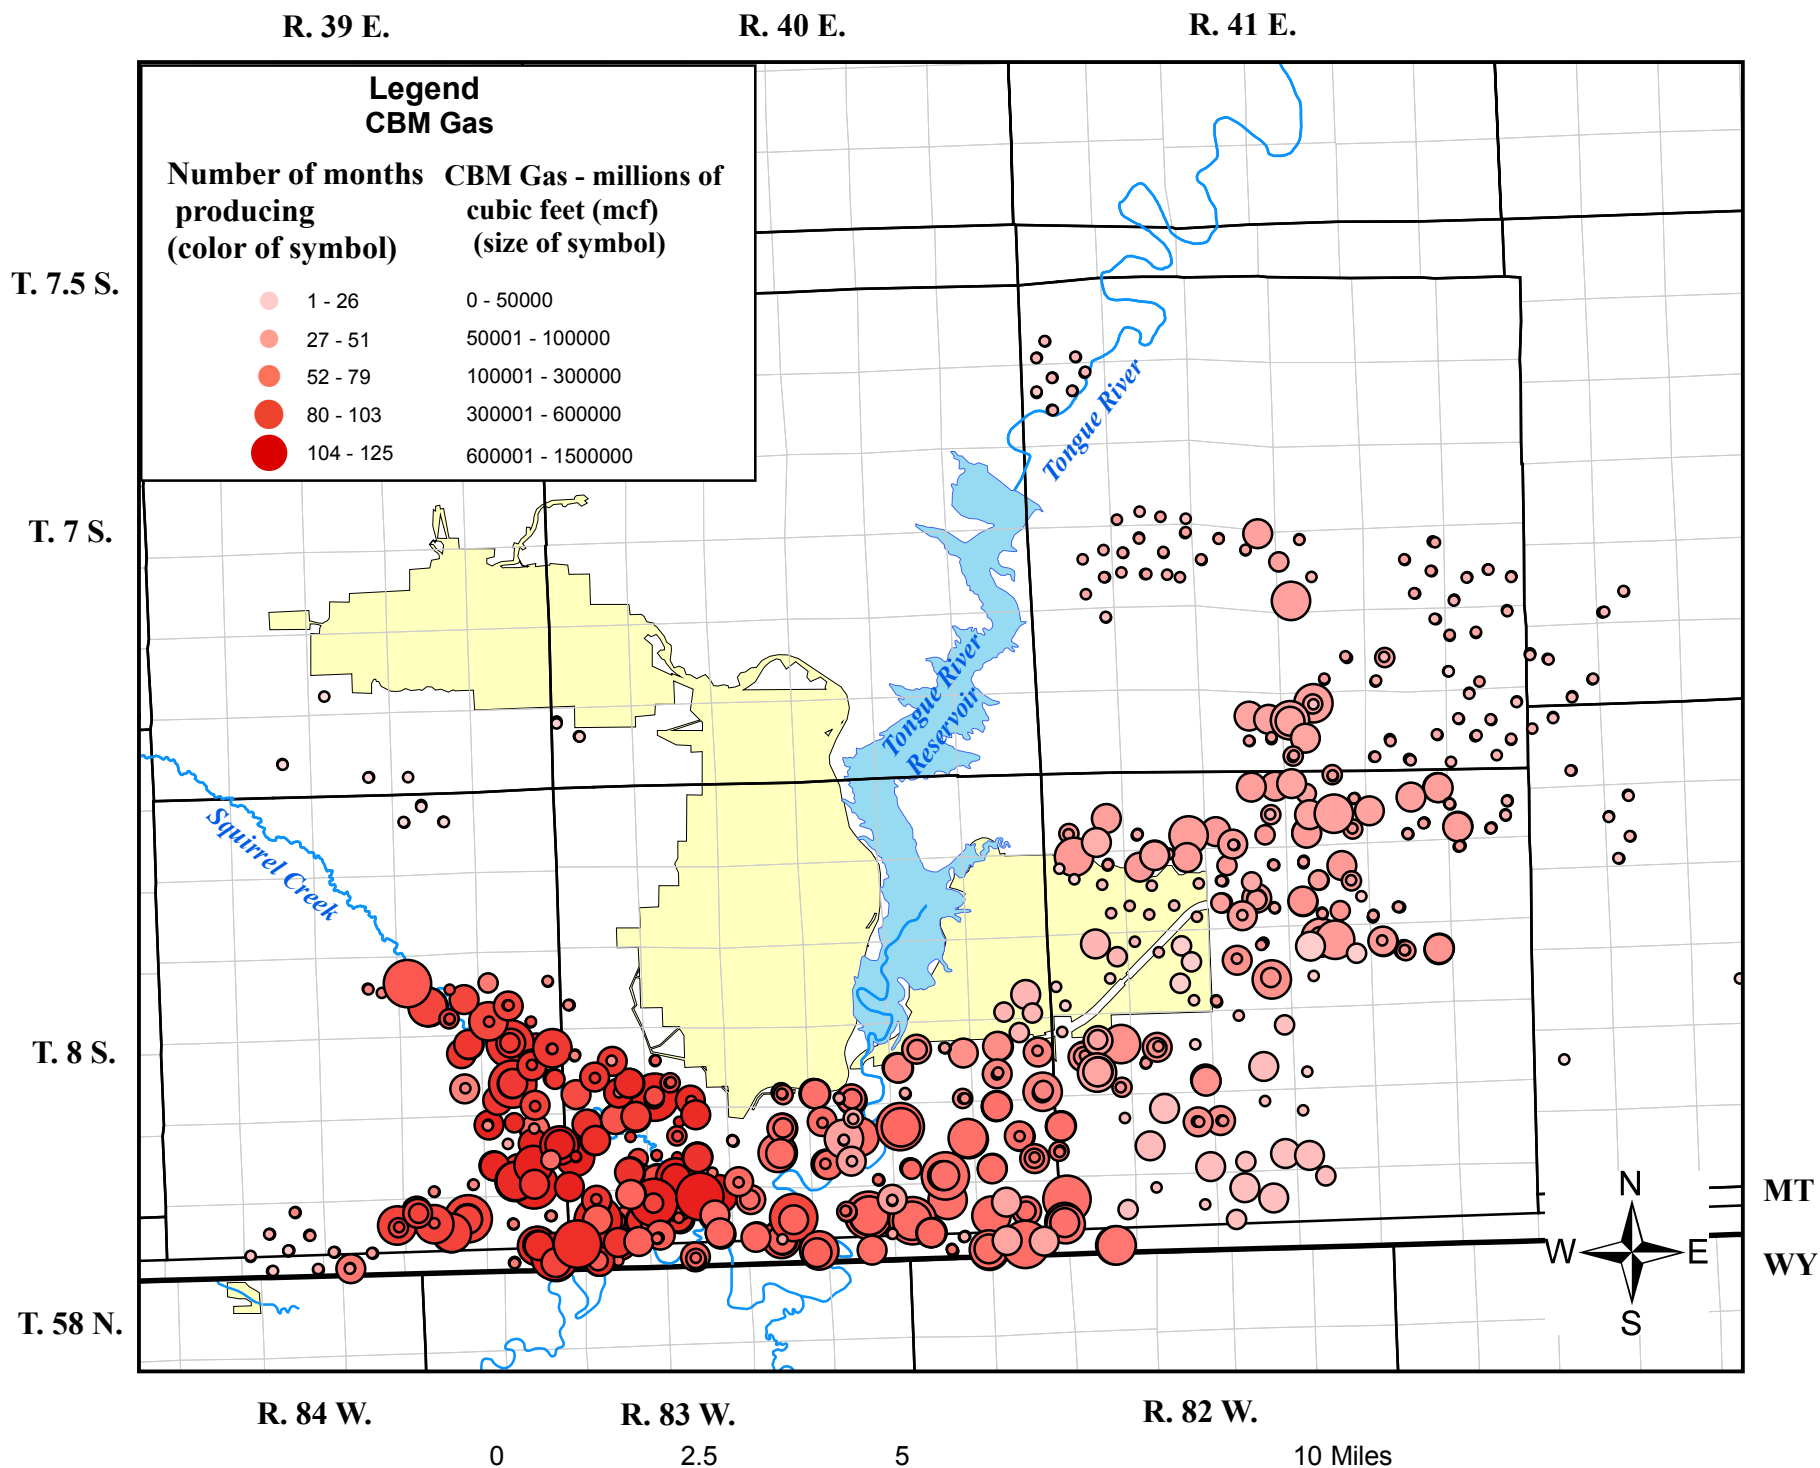 R. 39 E.
R. 40 E.
R. 41 E.
Legend
CBM Gas
Number of months
producing
(color of symbol)
CBM Gas - millions of
cubic feet (mcf)
(size of symbol)
1 - 26
0 - 50000
27 - 51
50001 - 100000
52 - 79
100001 - 300000
80 - 103
300001 - 600000
104 - 125
600001 - 1500000
T. 7.5 S.
T. 7 S.
T. 8 S.
T. 58 N.
Tongue River
Tongue River
Reservoir
Squirrel Creek
N
W
E
S
MT
WY
R. 84 W.
R. 83 W.
R. 82 W.
0
2.5
5
10 Miles